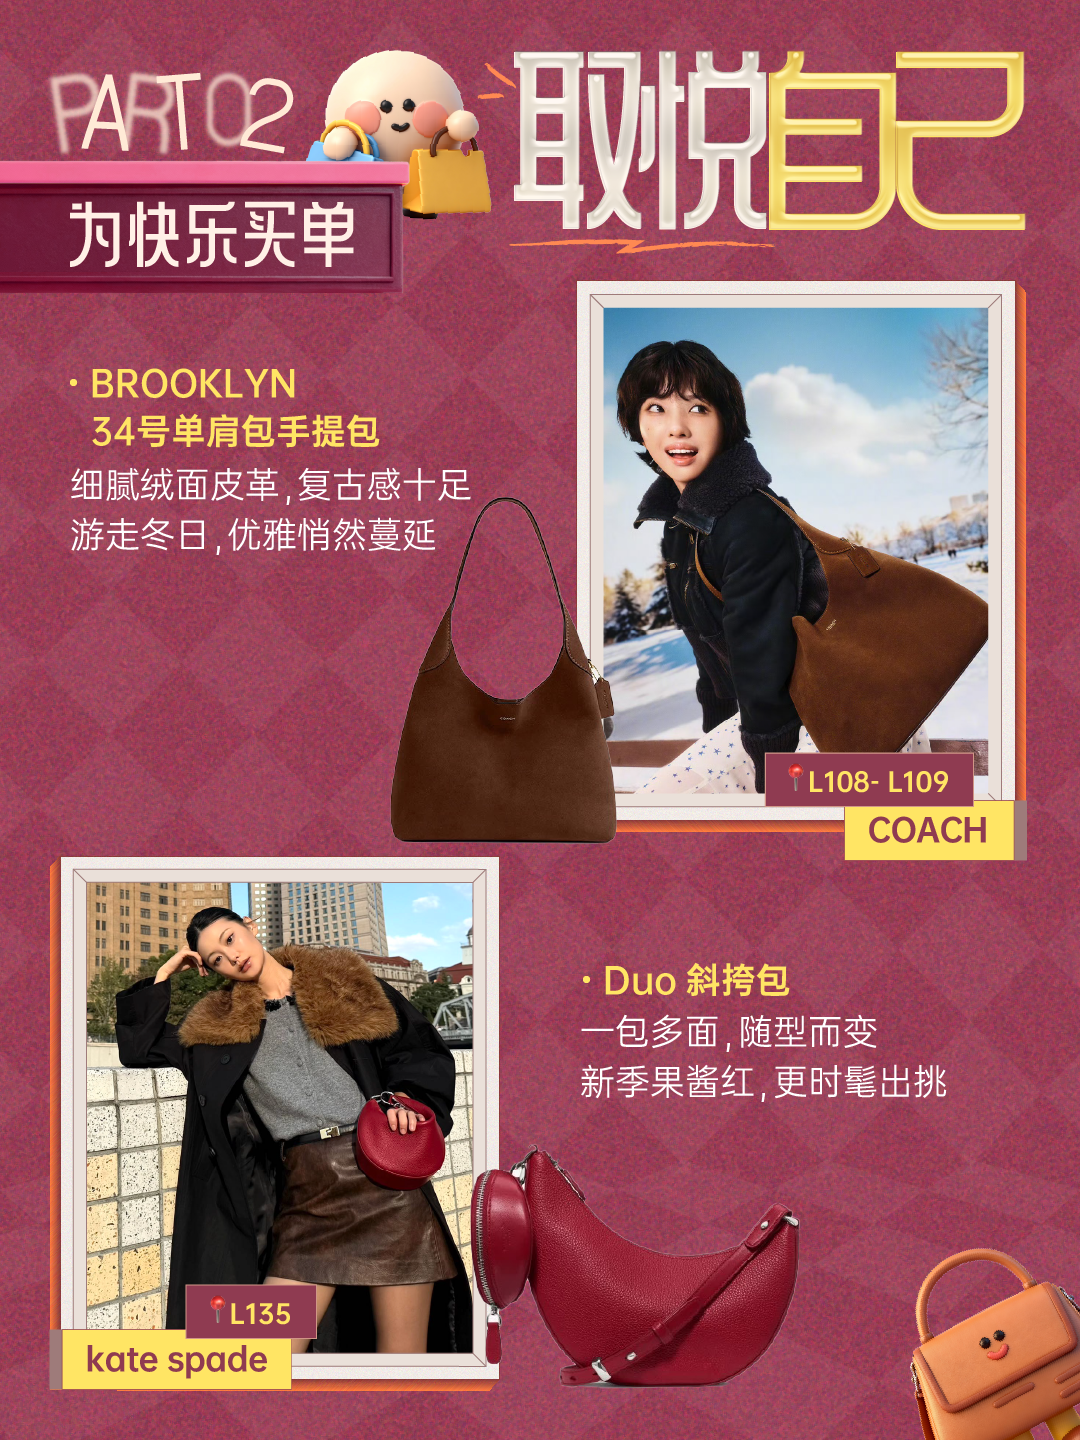 PART 02
取悦自己
为快乐买单
· BROOKLYN
34号单肩包手提包
细腻绒面皮革,复古感十足
游走冬日,优雅悄然蔓延
COACH
L108- L109
COACH
· Duo 斜挎包
一包多面,随型而变
新季果酱红,更时髦出挑
L135
kate spade